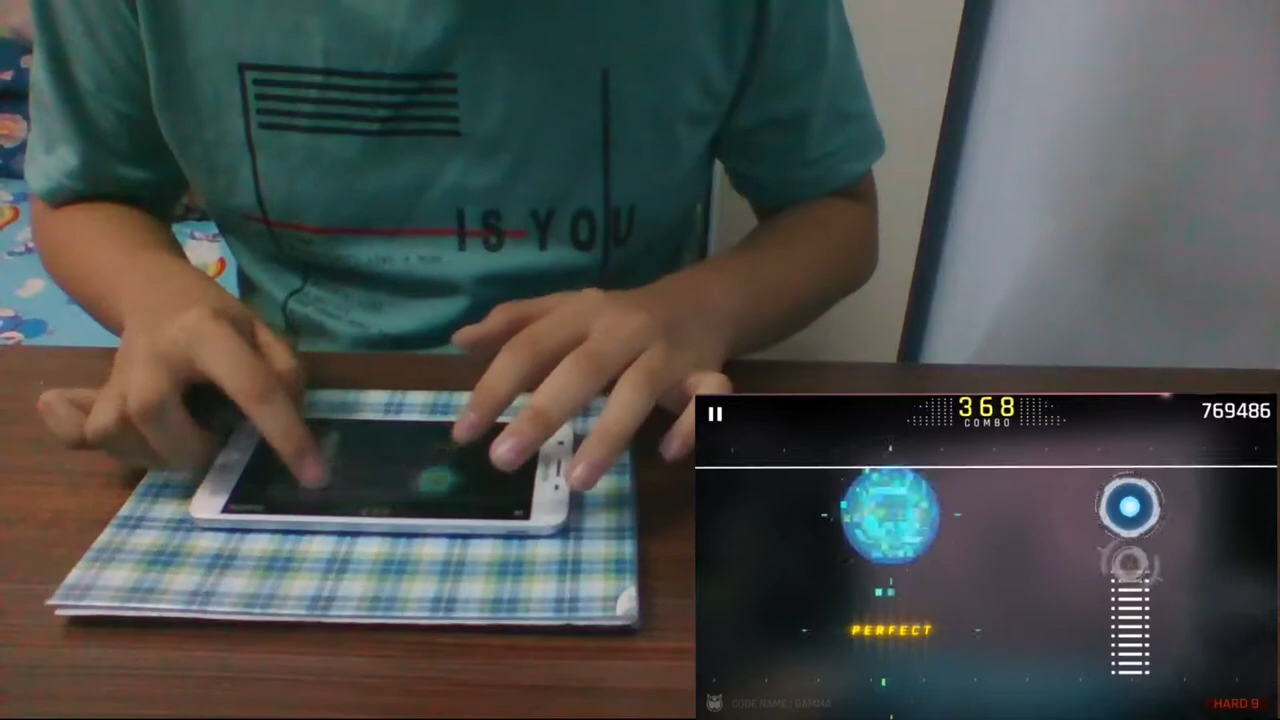 IS YOU
368
COMBO
769486
PERFECT
CODE NAME / GAMMA
HARD 9